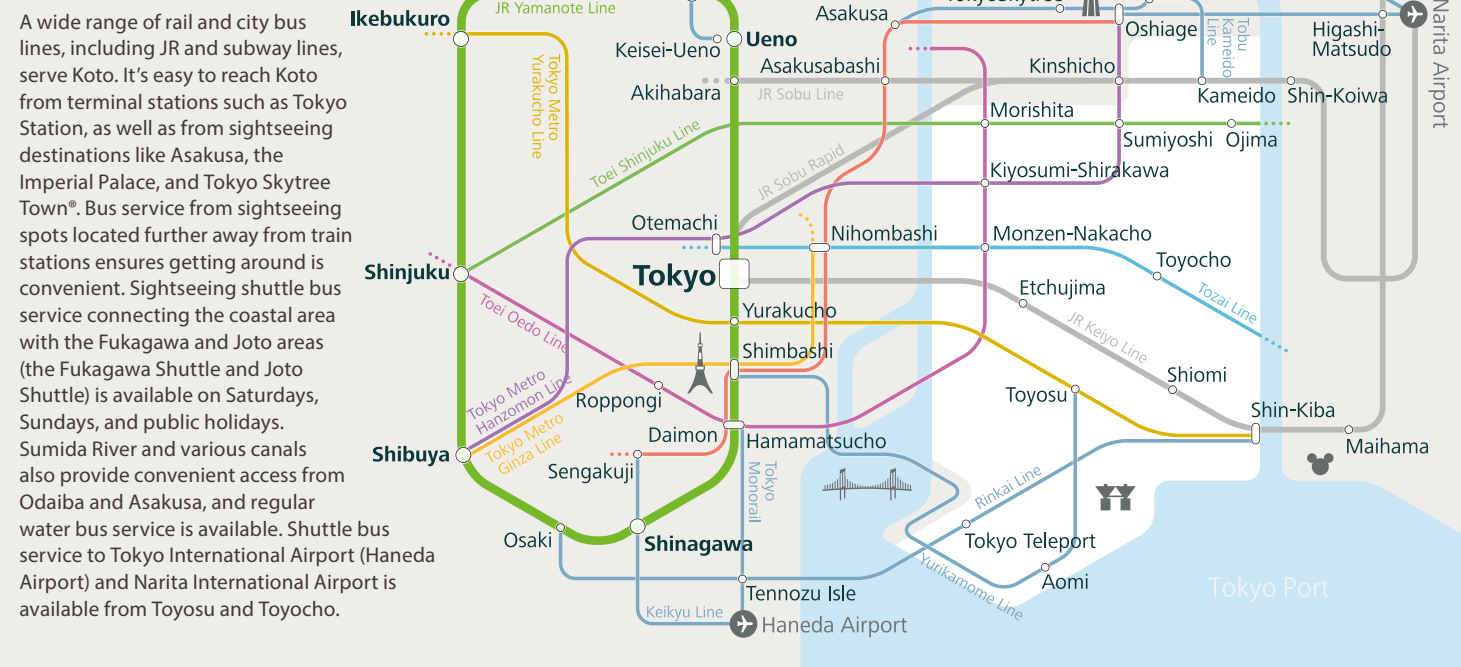 A wide range of rail and city bus
lines, including JR and subway lines,
serve Koto. It's easy to reach Koto
from terminal stations such as Tokyo
Station, as well as from sightseeing
destinations like Asakusa, the
Imperial Palace, and Tokyo Skytree
Town®. Bus service from sightseeing
spots located further away from train
stations ensures getting around is
convenient. Sightseeing shuttle bus
service connecting the coastal area
with the Fukagawa and Joto areas
(the Fukagawa Shuttle and Joto
Shuttle) is available on Saturdays,
Sundays, and public holidays.
Sumida River and various canals
also provide convenient access from
Odaiba and Asakusa, and regular
water bus service is available. Shuttle bus
service to Tokyo International Airport (Haneda
Airport) and Narita International Airport is
available from Toyosu and Toyocho.
JR Yamanote Line
Ikebukuro
Asakusa
Oshiage
Tobu
Kameido
Line
Higashi-
Matsudo
Narita Airport
Keisei-Ueno
Ueno
Tokyo Metro
Yurakucho Line
Asakusabashi
Kinshicho
Akihabara
JR Sobu Line
Kameido
Shin-Koiwa
Morishita
Toei Shinjuku Line
Sumiyoshi
Ojima
JR Sobu Rapid
Kiyosumi-Shirakawa
Otemachi
Nihombashi
Monzen-Nakacho
Toyocho
Shinjuku
Tokyo
Etchujima
Tozai Line
Toei Oedo Line
Yurakucho
JR Keiyo Line
Shimbashi
Shiomi
Tokyo Metro
Hanzomon Line
Roppongi
Toyosu
Shin-Kiba
Tokyo Metro
Ginza Line
Daimon
Hamamatsucho
Maihama
Shibuya
Sengakuji
Tokyo
Monorail
Rinkai Line
Osaki
Shinagawa
Tokyo Teleport
Yurikamome Line
Aomi
Tennozu Isle
Tokyo Port
Keikyu Line
Haneda Airport